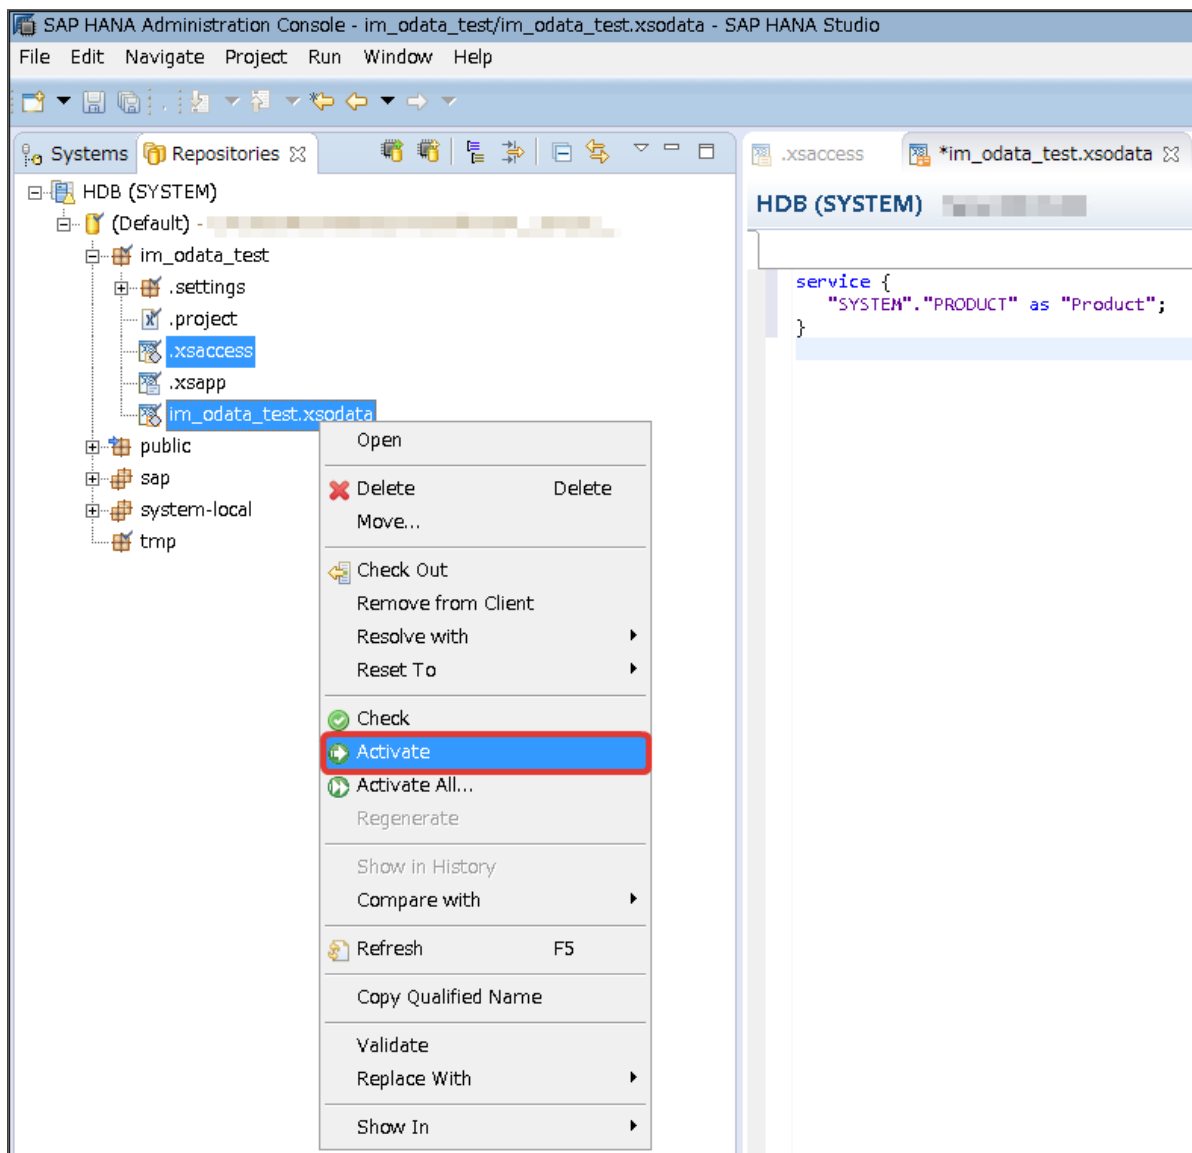 SAP HANA Administration Console - im_odata_test/im_odata_test.xsodata - SAP HANA Studio
File Edit Navigate Project Run Window Help
Systems Repositories
.xsaccess *im_odata_test.xsodata
HDB (SYSTEM)
(Default) -
im_odata_test
.settings
.project
.xsaccess
.xsapp
im_odata_test.xsodata
public
sap
system-local
tmp
Open
Delete Delete
Move...
Check Out
Remove from Client
Resolve with
Reset To
Check
Activate
Activate All...
Regenerate
Show in History
Compare with
Refresh F5
Copy Qualified Name
Validate
Replace With
Show In
HDB (SYSTEM)
service {
"SYSTEM"."PRODUCT" as "Product";
}